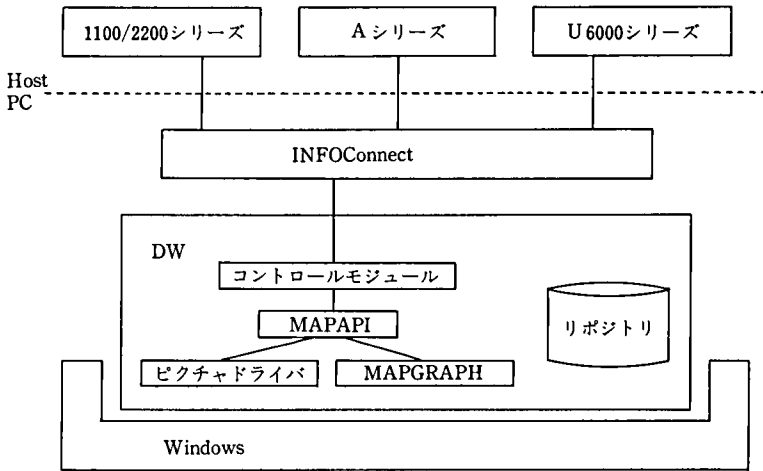 1100/2200シリーズ
Aシリーズ
U6000シリーズ
Host
PC
INFOConnect
DW
コントロールモジュール
MAPAPI
リポジトリ
ピクチャドライバ
MAPGRAPH
Windows